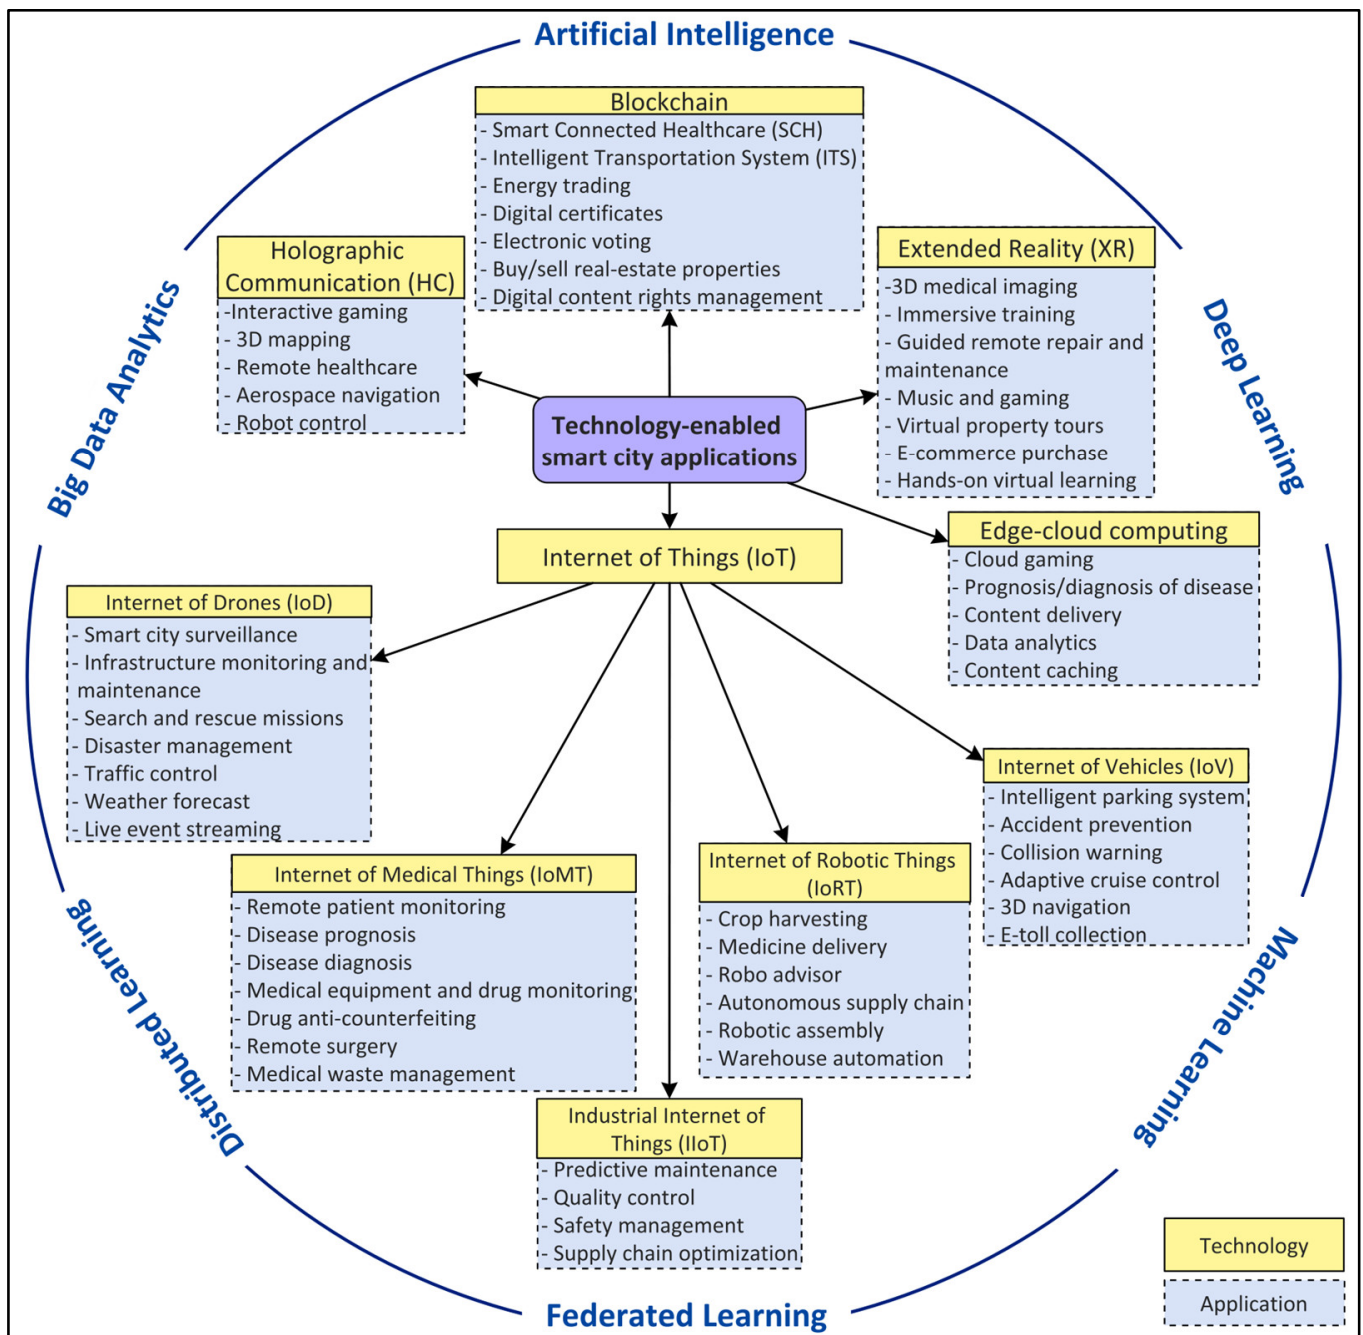 Artificial Intelligence
Blockchain
- Smart Connected Healthcare (SCH)
- Intelligent Transportation System (ITS)
- Energy trading
- Digital certificates
- Electronic voting
- Buy/sell real-estate properties
- Digital content rights management
Holographic
Communication (HC)
-Interactive gaming
- 3D mapping
- Remote healthcare
- Aerospace navigation
- Robot control
Extended Reality (XR)
-3D medical imaging
- Immersive training
- Guided remote repair and
maintenance
- Music and gaming
- Virtual property tours
- E-commerce purchase
- Hands-on virtual learning
Big Data Analytics
Deep Learning
Technology-enabled
smart city applications
Internet of Things (IoT)
Edge-cloud computing
- Cloud gaming
- Prognosis/diagnosis of disease
- Content delivery
- Data analytics
- Content caching
Internet of Drones (IoD)
- Smart city surveillance
- Infrastructure monitoring and
maintenance
- Search and rescue missions
- Disaster management
- Traffic control
- Weather forecast
- Live event streaming
Internet of Vehicles (IoV)
- Intelligent parking system
- Accident prevention
- Collision warning
- Adaptive cruise control
- 3D navigation
- E-toll collection
Internet of Medical Things (IoMT)
- Remote patient monitoring
- Disease prognosis
- Disease diagnosis
- Medical equipment and drug monitoring
- Drug anti-counterfeiting
- Remote surgery
- Medical waste management
Internet of Robotic Things
(IoRT)
- Crop harvesting
- Medicine delivery
- Robo advisor
- Autonomous supply chain
- Robotic assembly
- Warehouse automation
Distributed Learning
Machine Learning
Industrial Internet of
Things (IIoT)
- Predictive maintenance
- Quality control
- Safety management
- Supply chain optimization
Federated Learning
Technology
Application